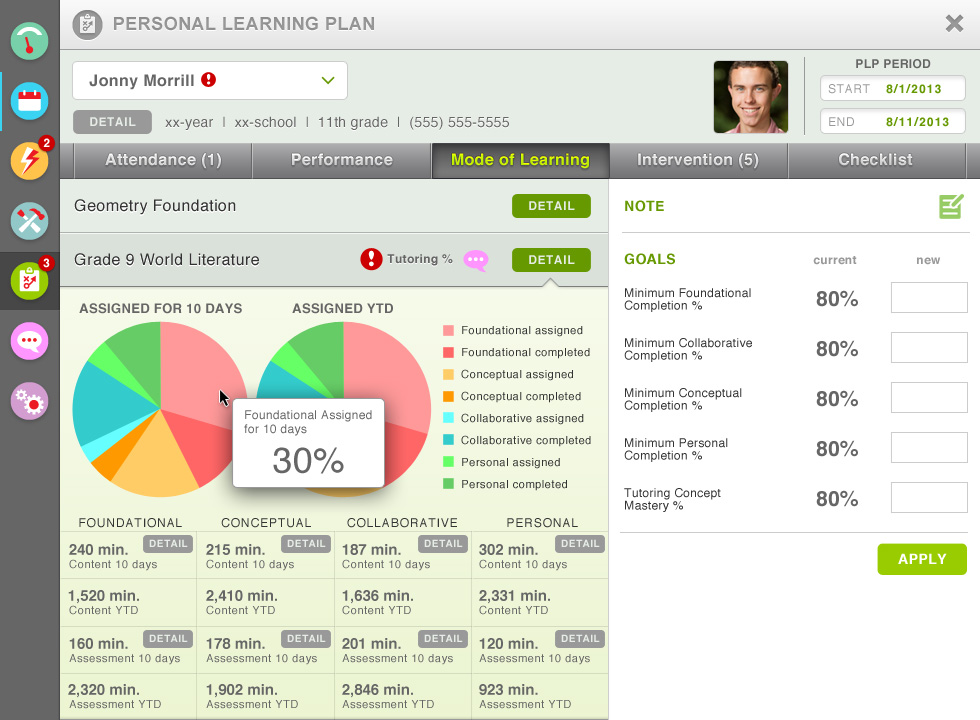 PERSONAL LEARNING PLAN
Jonny Morrill
DETAIL xx-year | xx-school | 11th grade | (555) 555-5555
PLP PERIOD
START 8/1/2013
END 8/11/2013
2
3
Attendance (1) Performance Mode of Learning Intervention (5) Checklist
Geometry Foundation DETAIL
Grade 9 World Literature Tutoring % DETAIL
ASSIGNED FOR 10 DAYS ASSIGNED YTD
Foundational assigned
Foundational completed
Conceptual assigned
Conceptual completed
Collaborative assigned
Collaborative completed
Personal assigned
Personal completed
Foundational Assigned
for 10 days
30%
FOUNDATIONAL CONCEPTUAL COLLABORATIVE PERSONAL
240 min. DETAIL 215 min. DETAIL 187 min. DETAIL 302 min. DETAIL
Content 10 days Content 10 days Content 10 days Content 10 days
1,520 min. 2,410 min. 1,636 min. 2,331 min.
Content YTD Content YTD Content YTD Content YTD
160 min. DETAIL 178 min. DETAIL 201 min. DETAIL 120 min. DETAIL
Assessment 10 days Assessment 10 days Assessment 10 days Assessment 10 days
2,320 min. 1,902 min. 2,846 min. 923 min.
Assessment YTD Assessment YTD Assessment YTD Assessment YTD
NOTE
GOALS current new
Minimum Foundational
Completion % 80%
Minimum Collaborative
Completion % 80%
Minimum Conceptual
Completion % 80%
Minimum Personal
Completion % 80%
Tutoring Concept
Mastery % 80%
APPLY